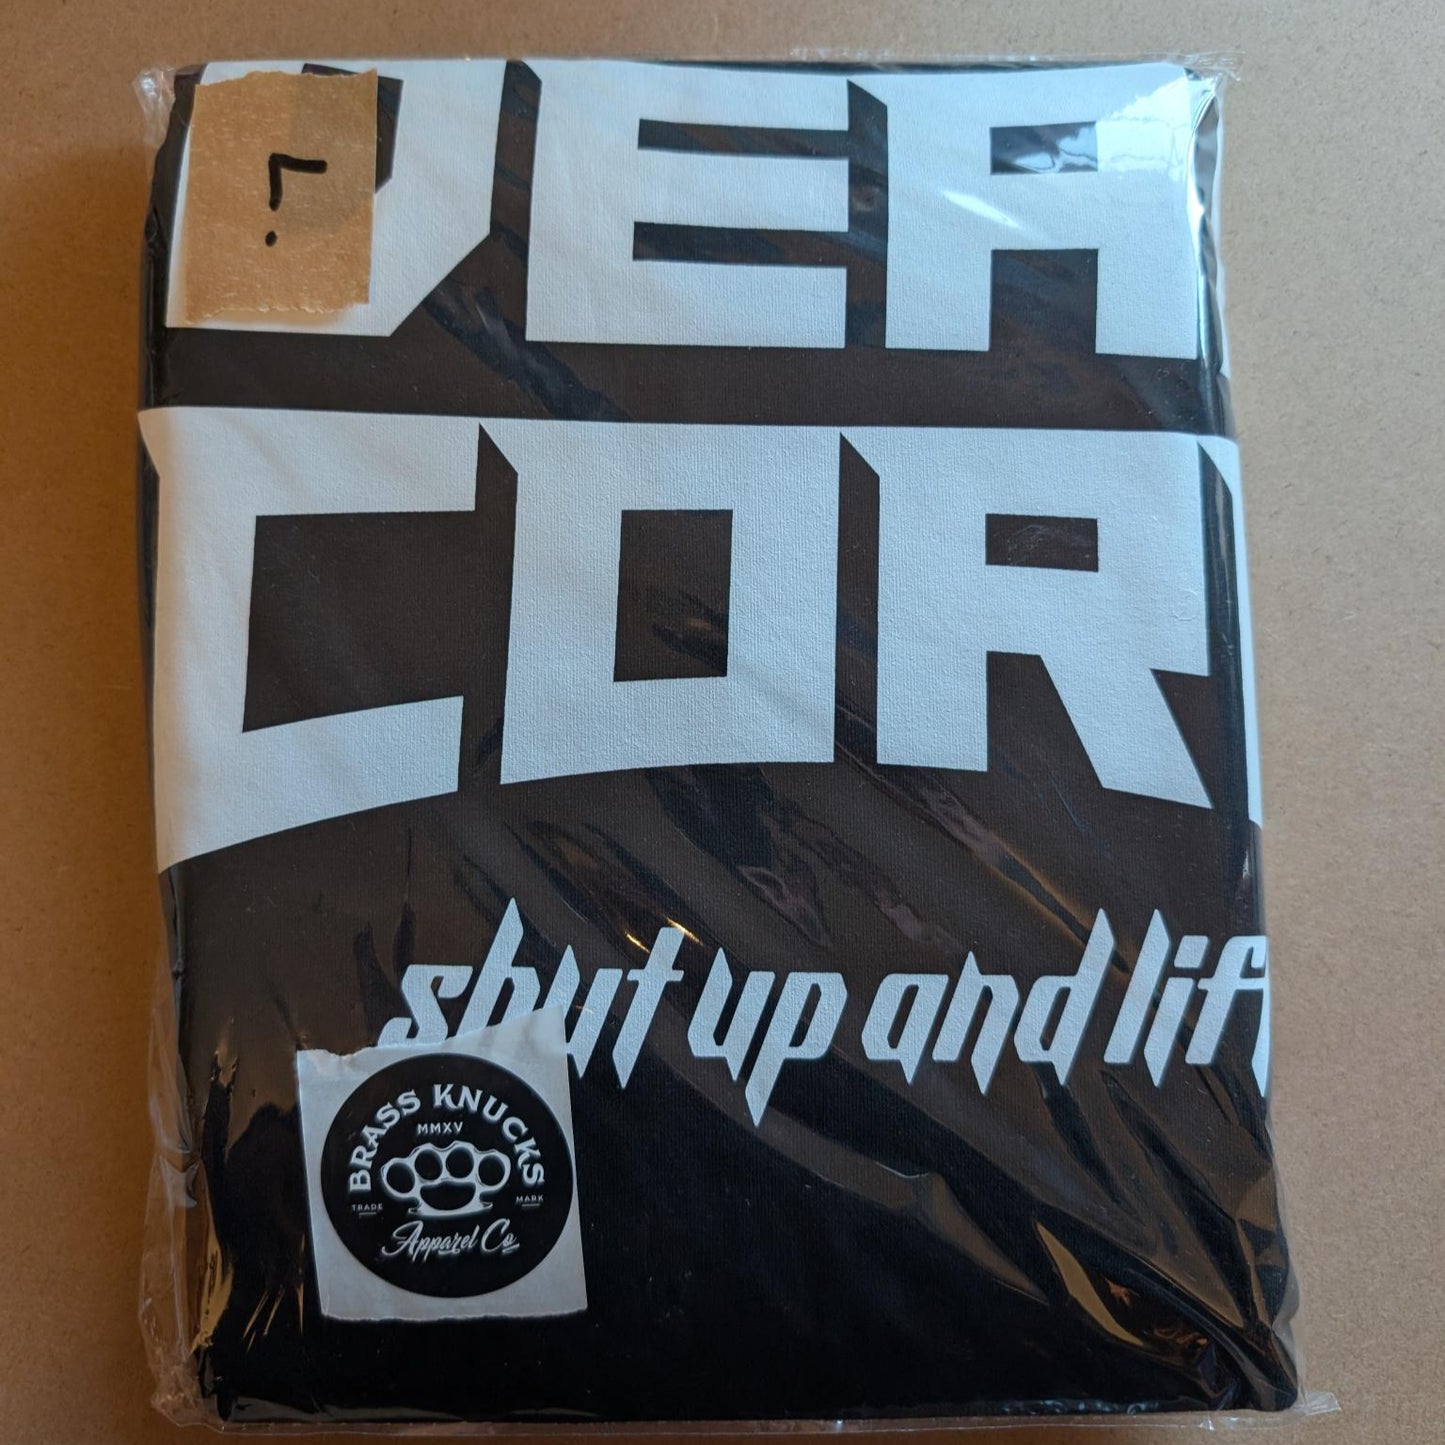 L.
DEA
COR
shut up and lif
BRASS KNUCKS
MMXV
TRADE MARK
Apparel Co